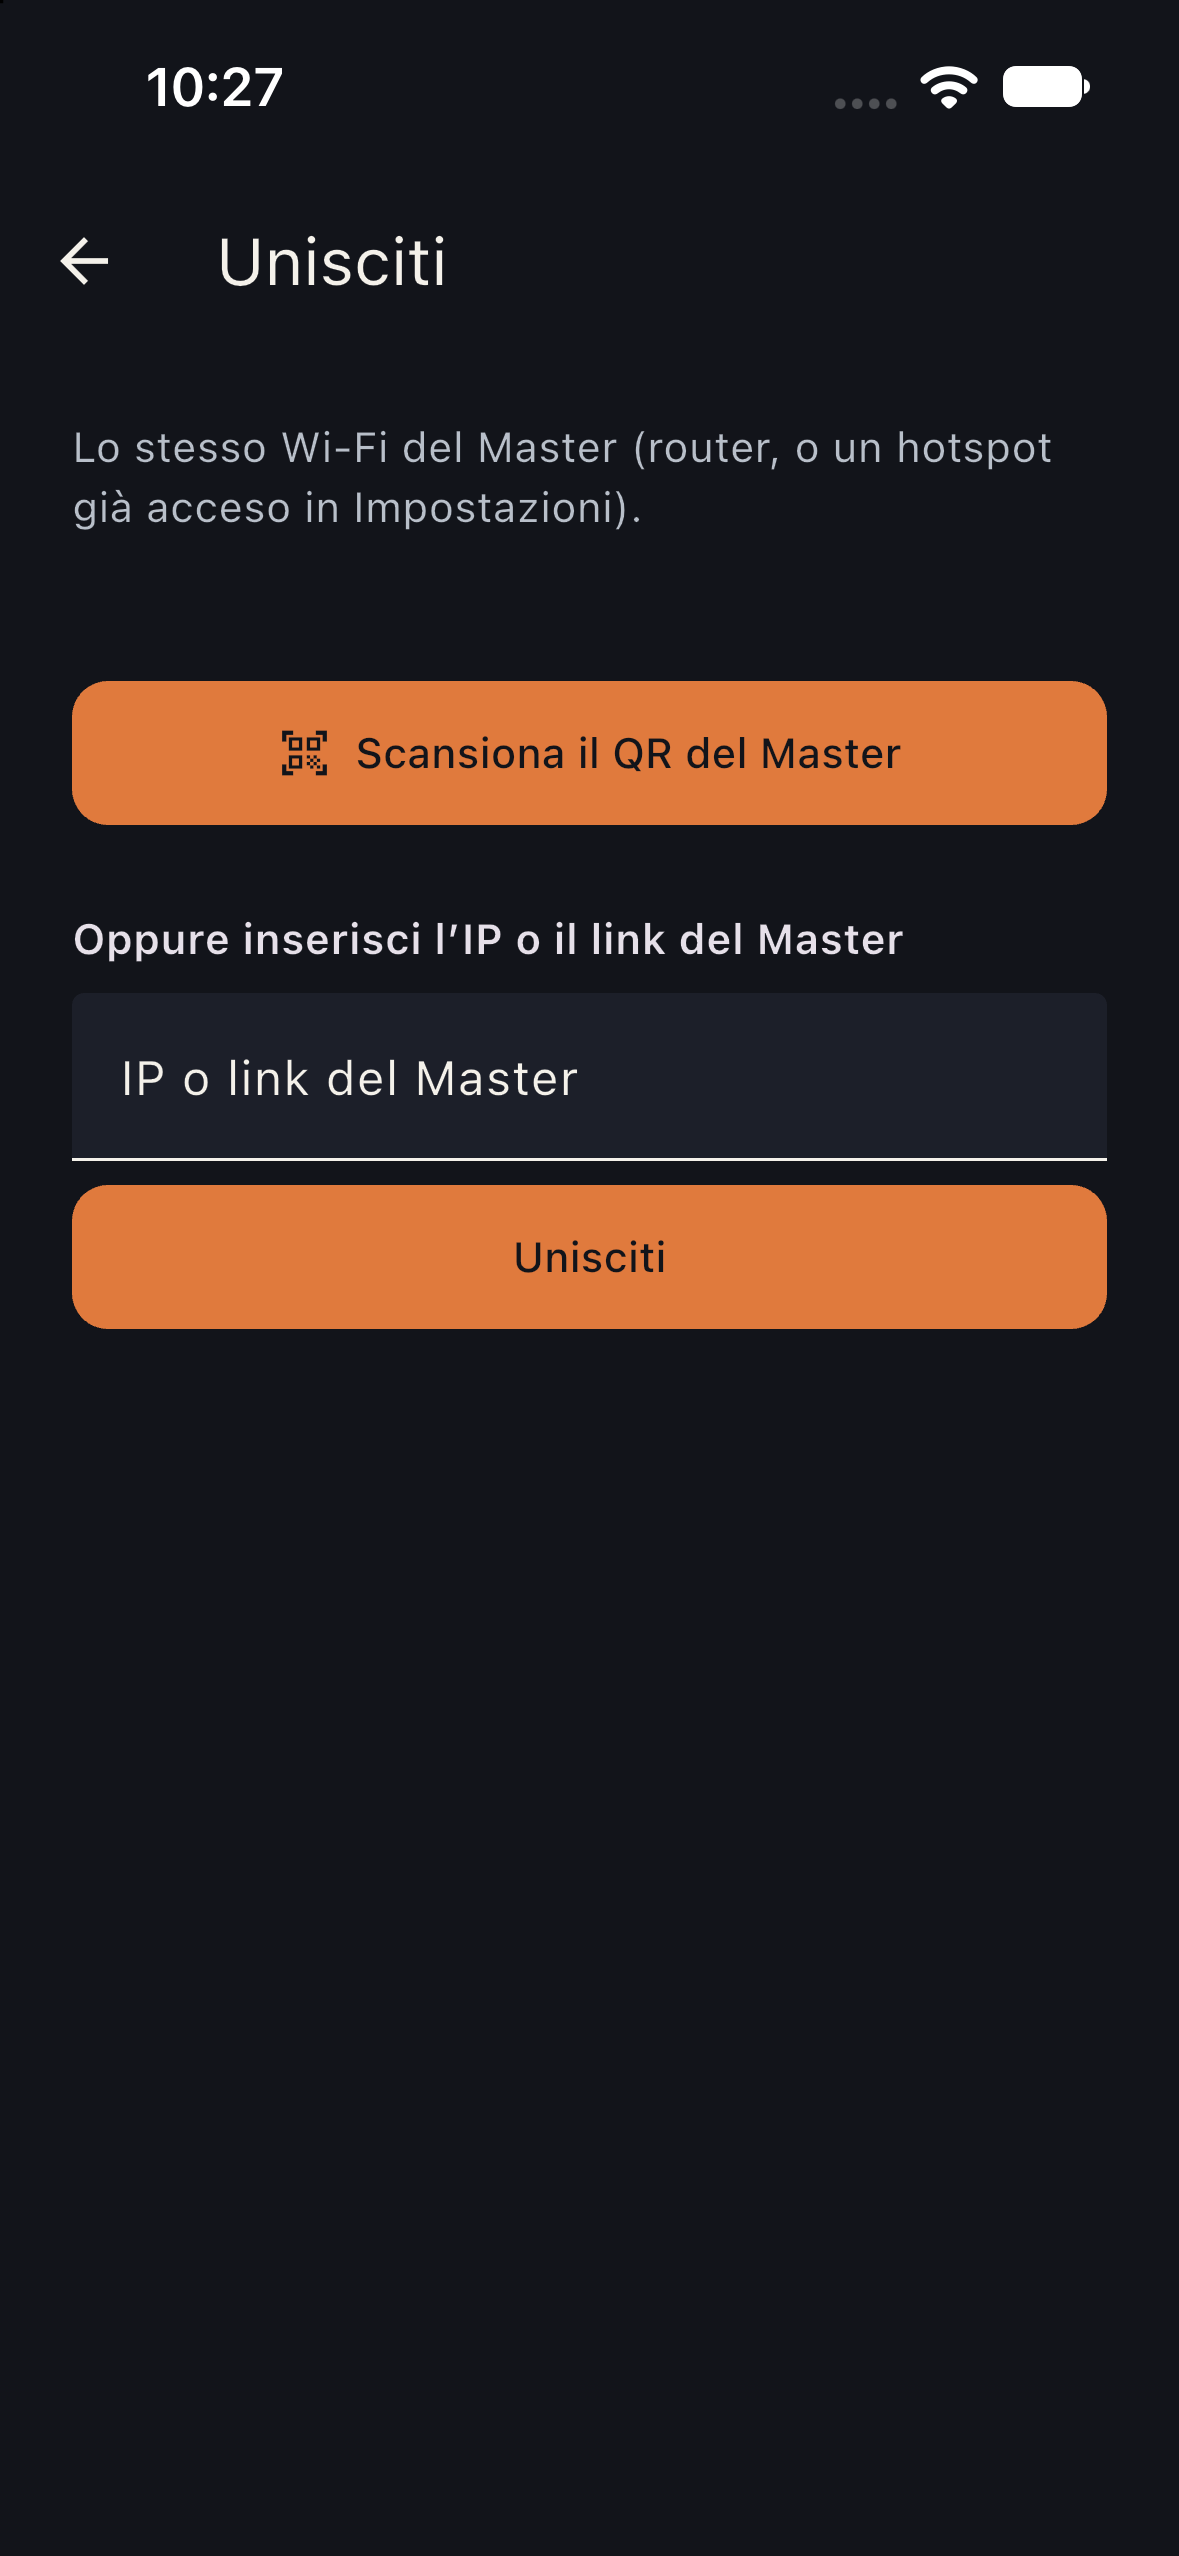 10:27
Unisciti
Lo stesso Wi-Fi del Master (router, o un hotspot
già acceso in Impostazioni).
Scansiona il QR del Master
Oppure inserisci l’IP o il link del Master
IP o link del Master
Unisciti